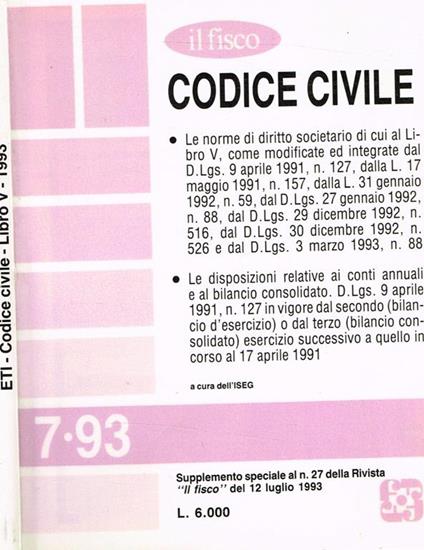 il fisco
CODICE CIVILE
• Le norme di diritto societario di cui al Li-
bro V, come modificate ed integrate dal
D.Lgs. 9 aprile 1991, n. 127, dalla L. 17
maggio 1991, n. 157, dalla L. 31 gennaio
1992, n. 59, dal D.Lgs. 27 gennaio 1992,
n. 88, dal D.Lgs. 29 dicembre 1992, n.
516, dal D.Lgs. 30 dicembre 1992, n.
526 e dal D.Lgs. 3 marzo 1993, n. 88
• Le disposizioni relative ai conti annuali
e al bilancio consolidato. D.Lgs. 9 aprile
1991, n. 127 in vigore dal secondo (bilan-
cio d'esercizio) o dal terzo (bilancio con-
solidato) esercizio successivo a quello in
corso al 17 aprile 1991
a cura dell'ISEG
7·93
Supplemento speciale al n. 27 della Rivista
"Il fisco" del 12 luglio 1993
L. 6.000
ETI - Codice civile - Libro V - 1993